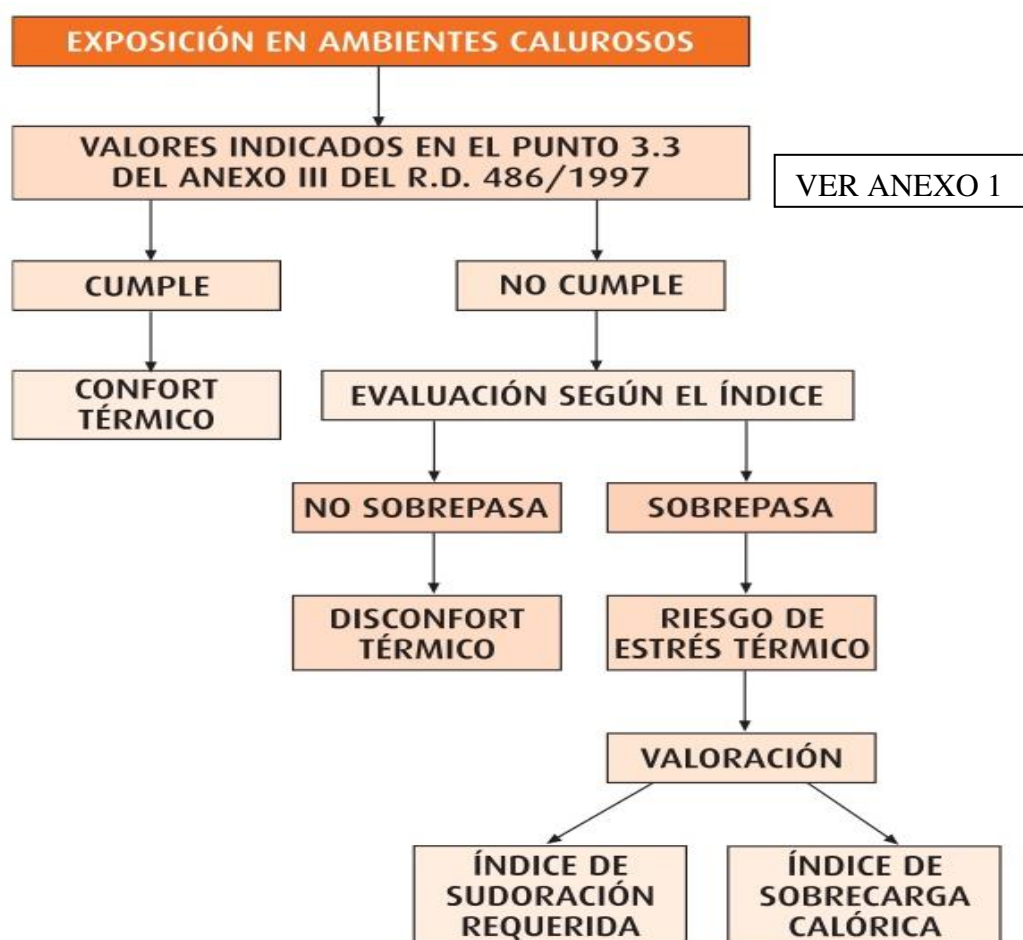 EXPOSICIÓN EN AMBIENTES CALUROSOS
VALORES INDICADOS EN EL PUNTO 3.3
DEL ANEXO III DEL R.D. 486/1997
VER ANEXO 1
CUMPLE
NO CUMPLE
CONFORT
TÉRMICO
EVALUACIÓN SEGÚN EL ÍNDICE
NO SOBREPASA
SOBREPASA
DISCONFORT
TÉRMICO
RIESGO DE
ESTRÉS TÉRMICO
VALORACIÓN
ÍNDICE DE
SUDORACIÓN
REQUERIDA
ÍNDICE DE
SOBRECARGA
CALÓRICA